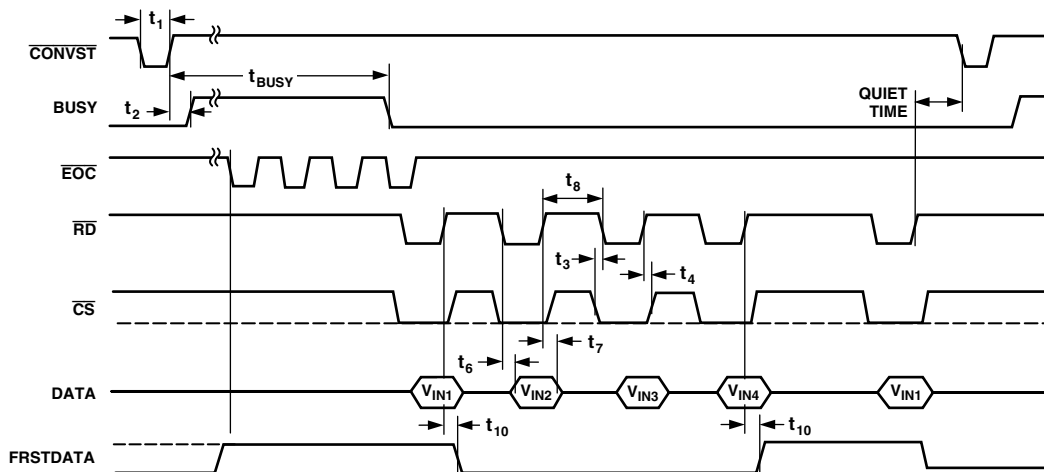 t1
CONVST
tBUSY
BUSY
t2
QUIET
TIME
EOC
t8
RD
t3
t4
CS
t7
t6
DATA
VIN1
VIN2
VIN3
VIN4
VIN1
t10
t10
FRSTDATA